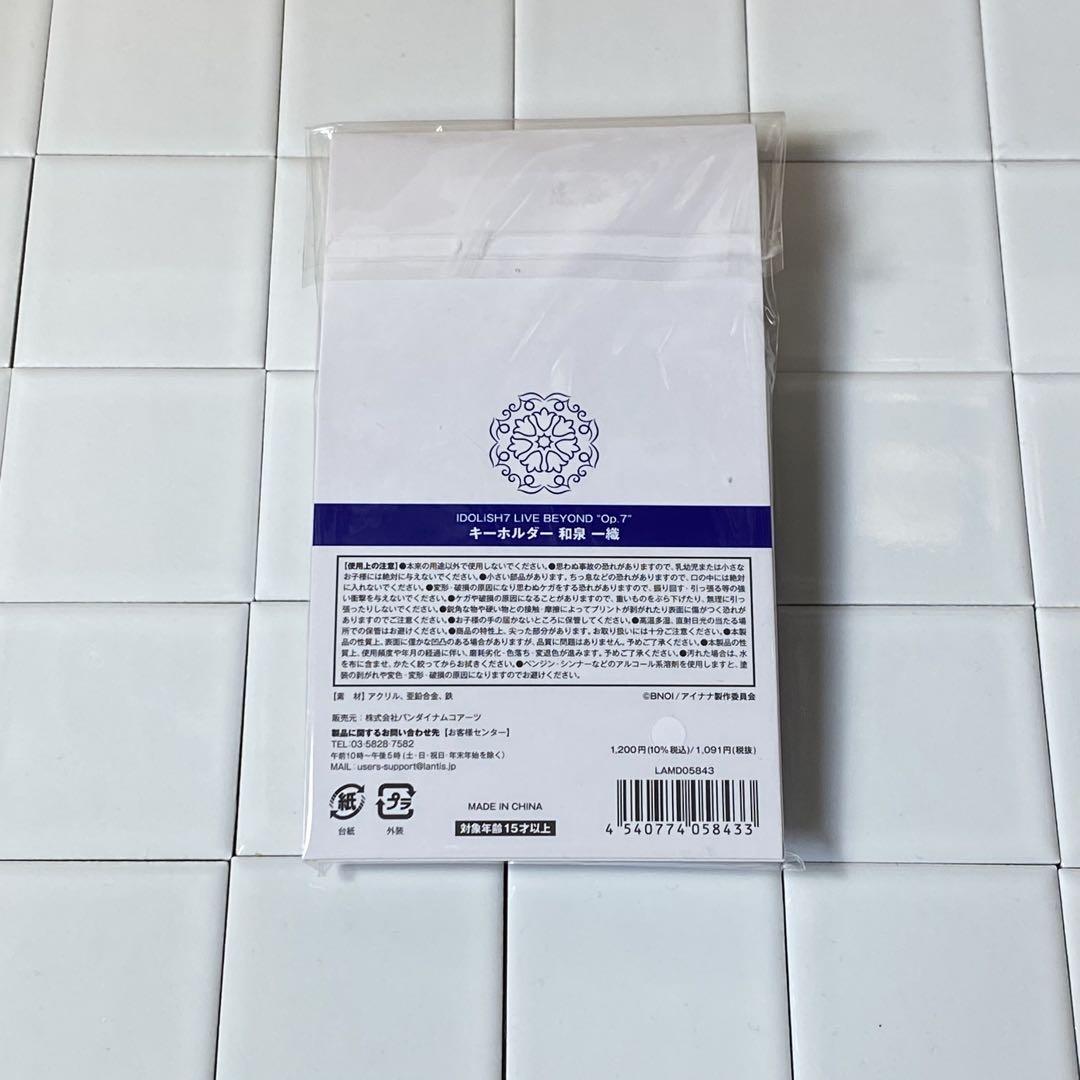 IDOLiSH7 LIVE BEYOND "Op.7"
キーホルダー 和泉 一織
【使用上の注意】●本来の用途以外で使用しないでください。●思わぬ事故の恐れがありますので、乳幼児または小さな
お子様には絶対に与えないでください。●小さい部品があります。ちっ息などの恐れがありますので、口の中には絶対
に入れないでください。●変形・破損の原因になり思わぬケガをする恐れがありますので、振り回す・引っ張る等の強
い衝撃を与えないでください。●ケガや破損の原因になることがありますので、重いものをぶら下げたり、無理に引っ
張ったりしないでください。●鋭角な物や硬い物との接触・摩擦によってプリントが剥がれたり表面に傷がつく恐れが
ありますのでご注意ください。●お子様の手の届かないところに保管してください。●高温多湿、直射日光の当たる場
所での保管はお避けください。●商品の特性上、尖った部分があります。お取り扱いには十分ご注意ください。●本製
品の性質上、表面に僅かな凹凸のある場合がありますが、品質に問題はありません。予めご了承ください。●本製品の性
質上、使用頻度や年月の経過に伴い、磨耗劣化・色落ち・変退色が進みます。予めご了承ください。●汚れた場合は、水
を布に含ませ、かたく絞ってからお拭きください。●ベンジン・シンナーなどのアルコール系溶剤を使用しますと、塗
装の剥がれや変色・変形・破損の原因になりますのでお避けください。
【素 材】アクリル、亜鉛合金、鉄
©BNOI/アイナナ製作委員会
販売元：株式会社バンダイナムコアーツ
製品に関するお問い合わせ先【お客様センター】
TEL:03-5828-7582
午前10時〜午後5時 (土・日・祝日・年末年始を除く)
MAIL：users-support@lantis.jp
1,200円(10%税込)/1,091円(税抜)
LAMD05843
紙
台紙
プラ
外装
MADE IN CHINA
対象年齢15才以上
4 540774 058433